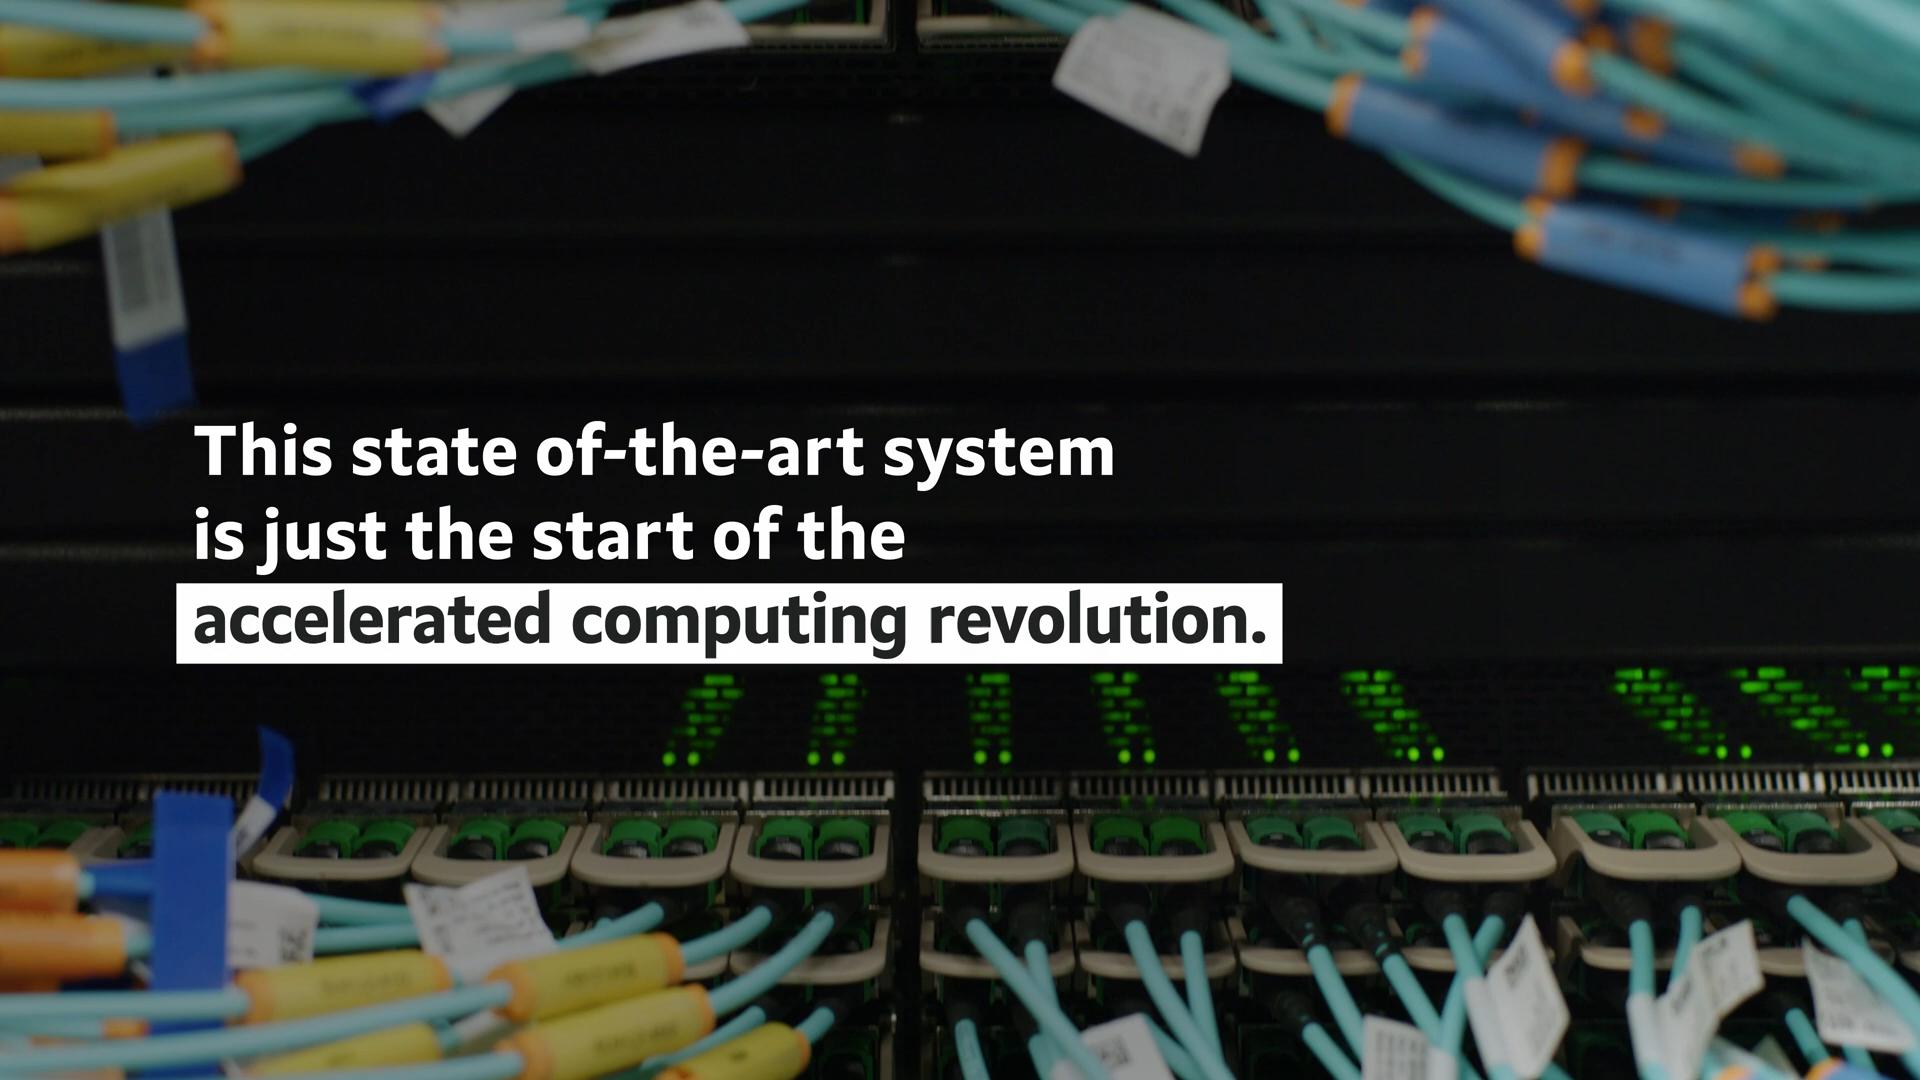 This state of-the-art system
is just the start of the
accelerated computing revolution.